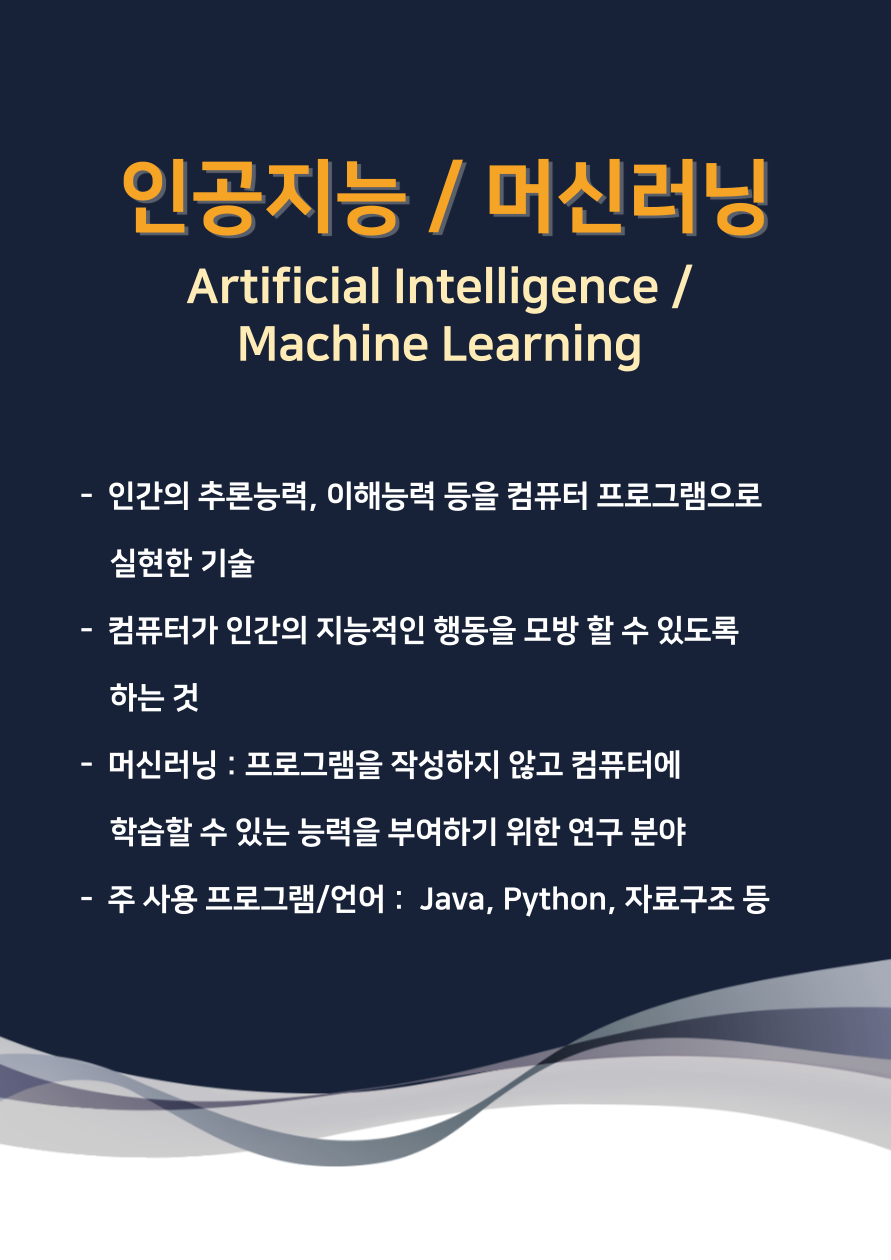 인공지능 / 머신러닝
Artificial Intelligence /
Machine Learning
- 인간의 추론능력, 이해능력 등을 컴퓨터 프로그램으로
실현한 기술
- 컴퓨터가 인간의 지능적인 행동을 모방 할 수 있도록
하는 것
- 머신러닝 : 프로그램을 작성하지 않고 컴퓨터에
학습할 수 있는 능력을 부여하기 위한 연구 분야
- 주 사용 프로그램/언어 : Java, Python, 자료구조 등